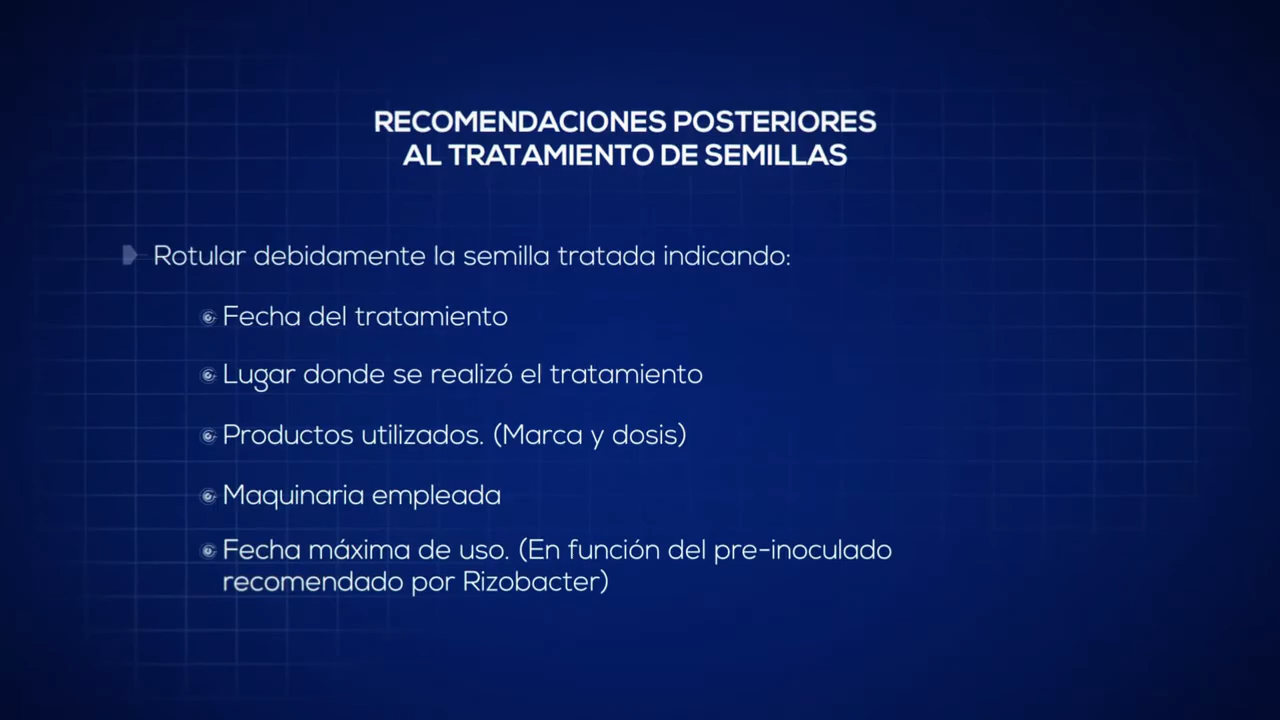 RECOMENDACIONES POSTERIORES
AL TRATAMIENTO DE SEMILLAS
Rotular debidamente la semilla tratada indicando:
Fecha del tratamiento
Lugar donde se realizó el tratamiento
Productos utilizados. (Marca y dosis)
Maquinaria empleada
Fecha máxima de uso. (En función del pre-inoculado
recomendado por Rizobacter)